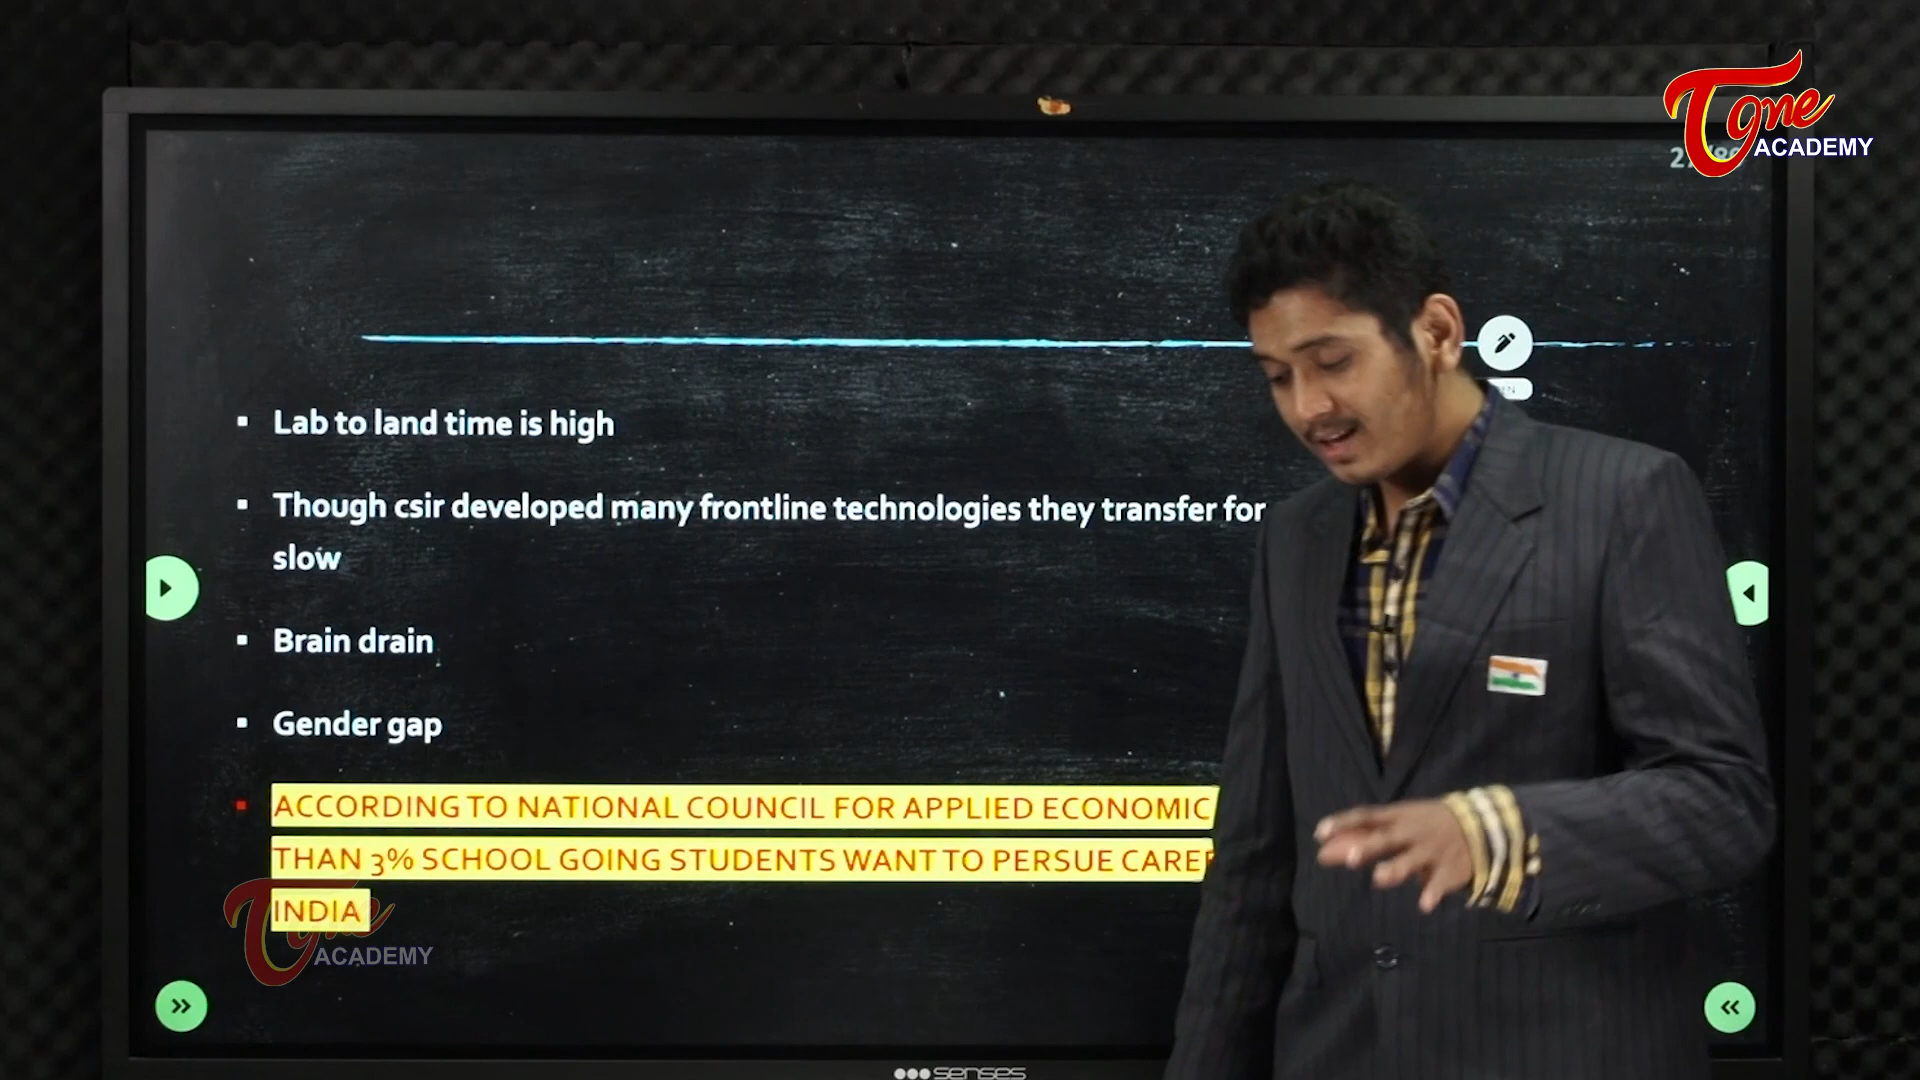 Tone
ACADEMY
Lab to land time is high
Though csir developed many frontline technologies they transfer for
slow
Brain drain
Gender gap
ACCORDING TO NATIONAL COUNCIL FOR APPLIED ECONOMIC
THAN 3% SCHOOL GOING STUDENTS WANT TO PERSUE
INDIA
Tone
ACADEMY
senses